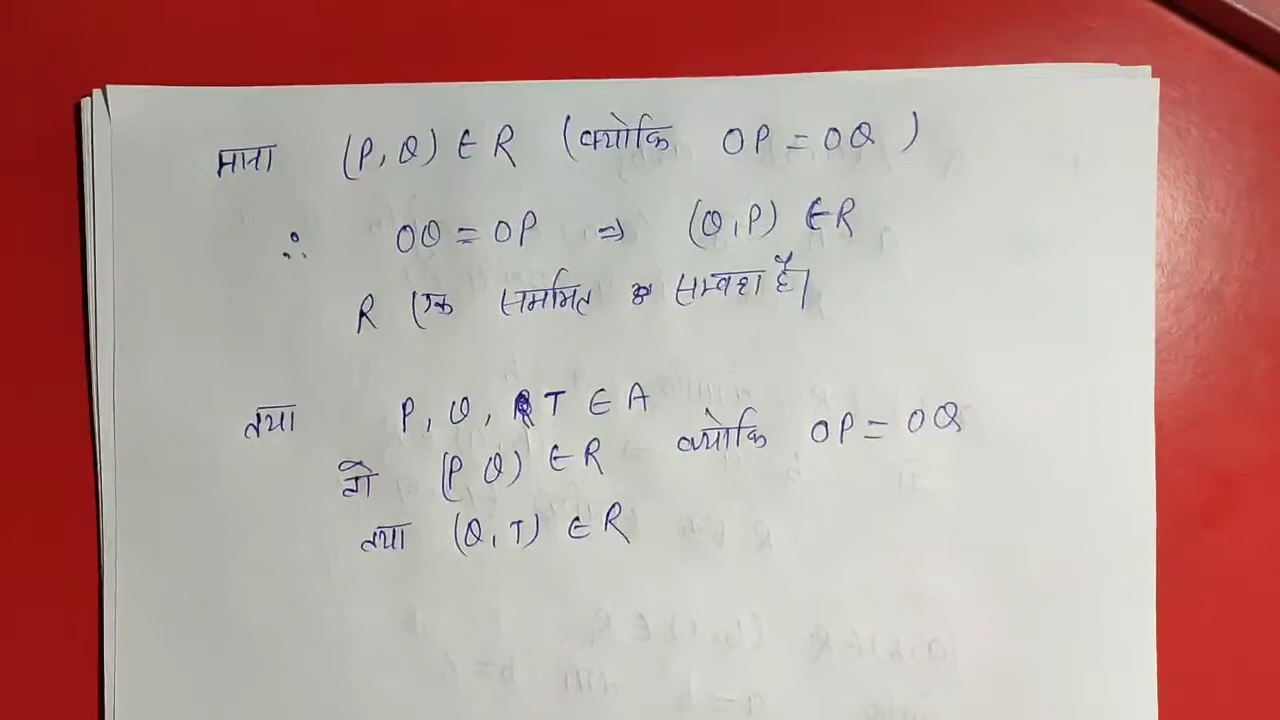 माना (P, Q) ∈ R (क्योकि OP = OQ )
∴ OQ = OP ⇒ (Q, P) ∈ R
R एक सममित सम्बन्ध है।
तथा P, Q, T ∈ A
तो (P Q) ∈ R क्योकि OP = OQ
तथा (Q, T) ∈ R